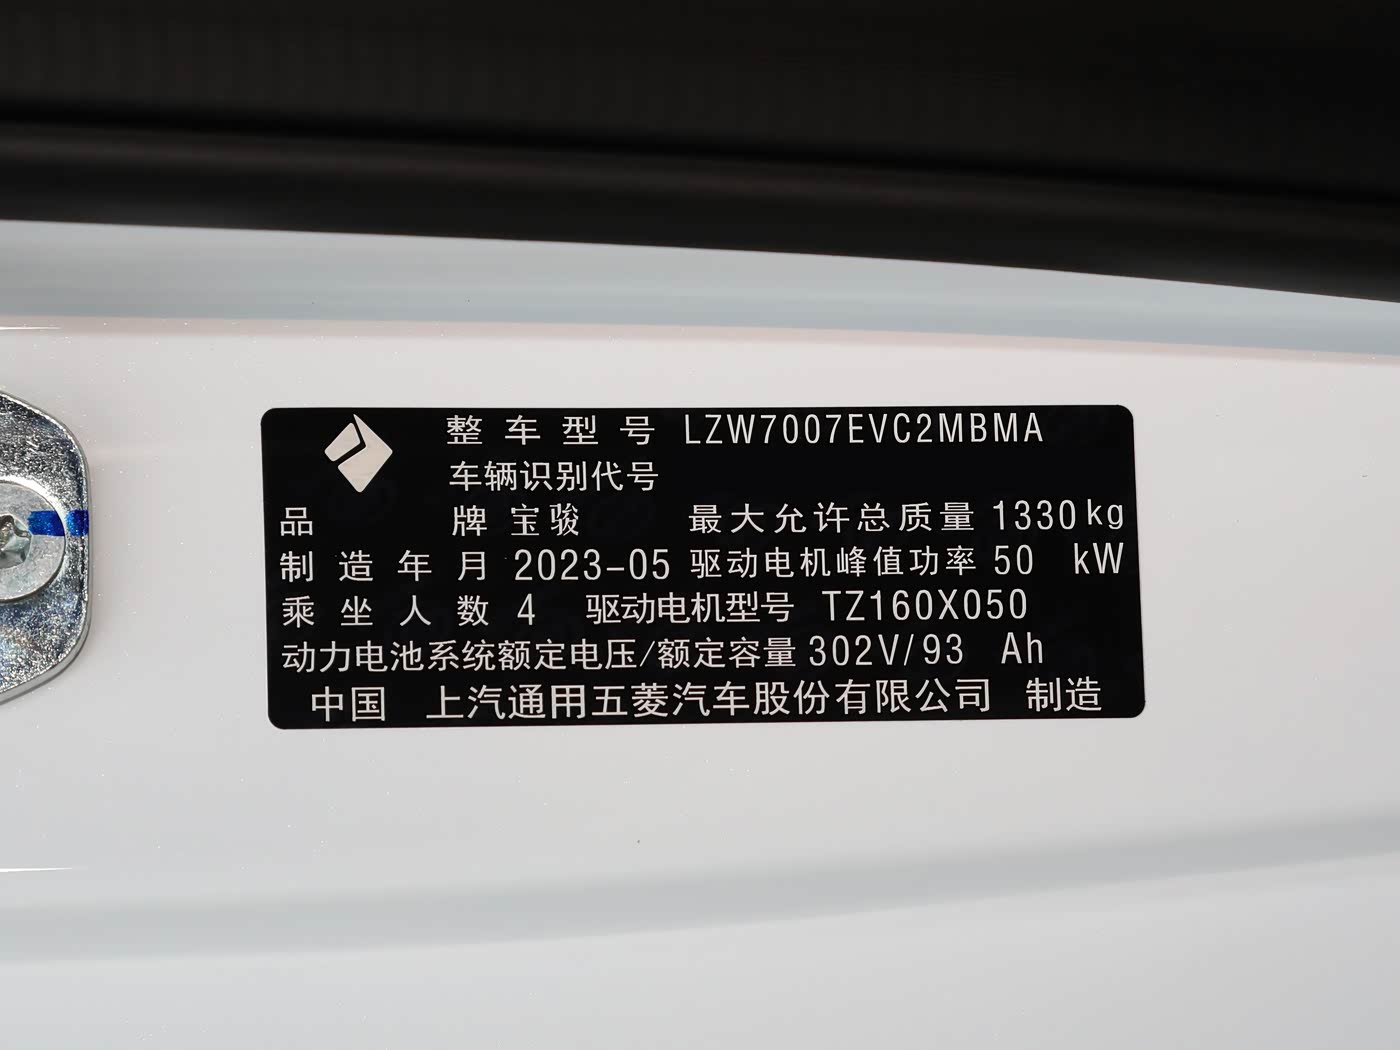 整车型号 LZW7007EVC2MBMA
车辆识别代号
品牌 宝骏 最大允许总质量 1330kg
制造年月 2023-05 驱动电机峰值功率 50 kW
乘坐人数 4 驱动电机型号 TZ160X050
动力电池系统额定电压/额定容量 302V/93 Ah
中国 上汽通用五菱汽车股份有限公司 制造